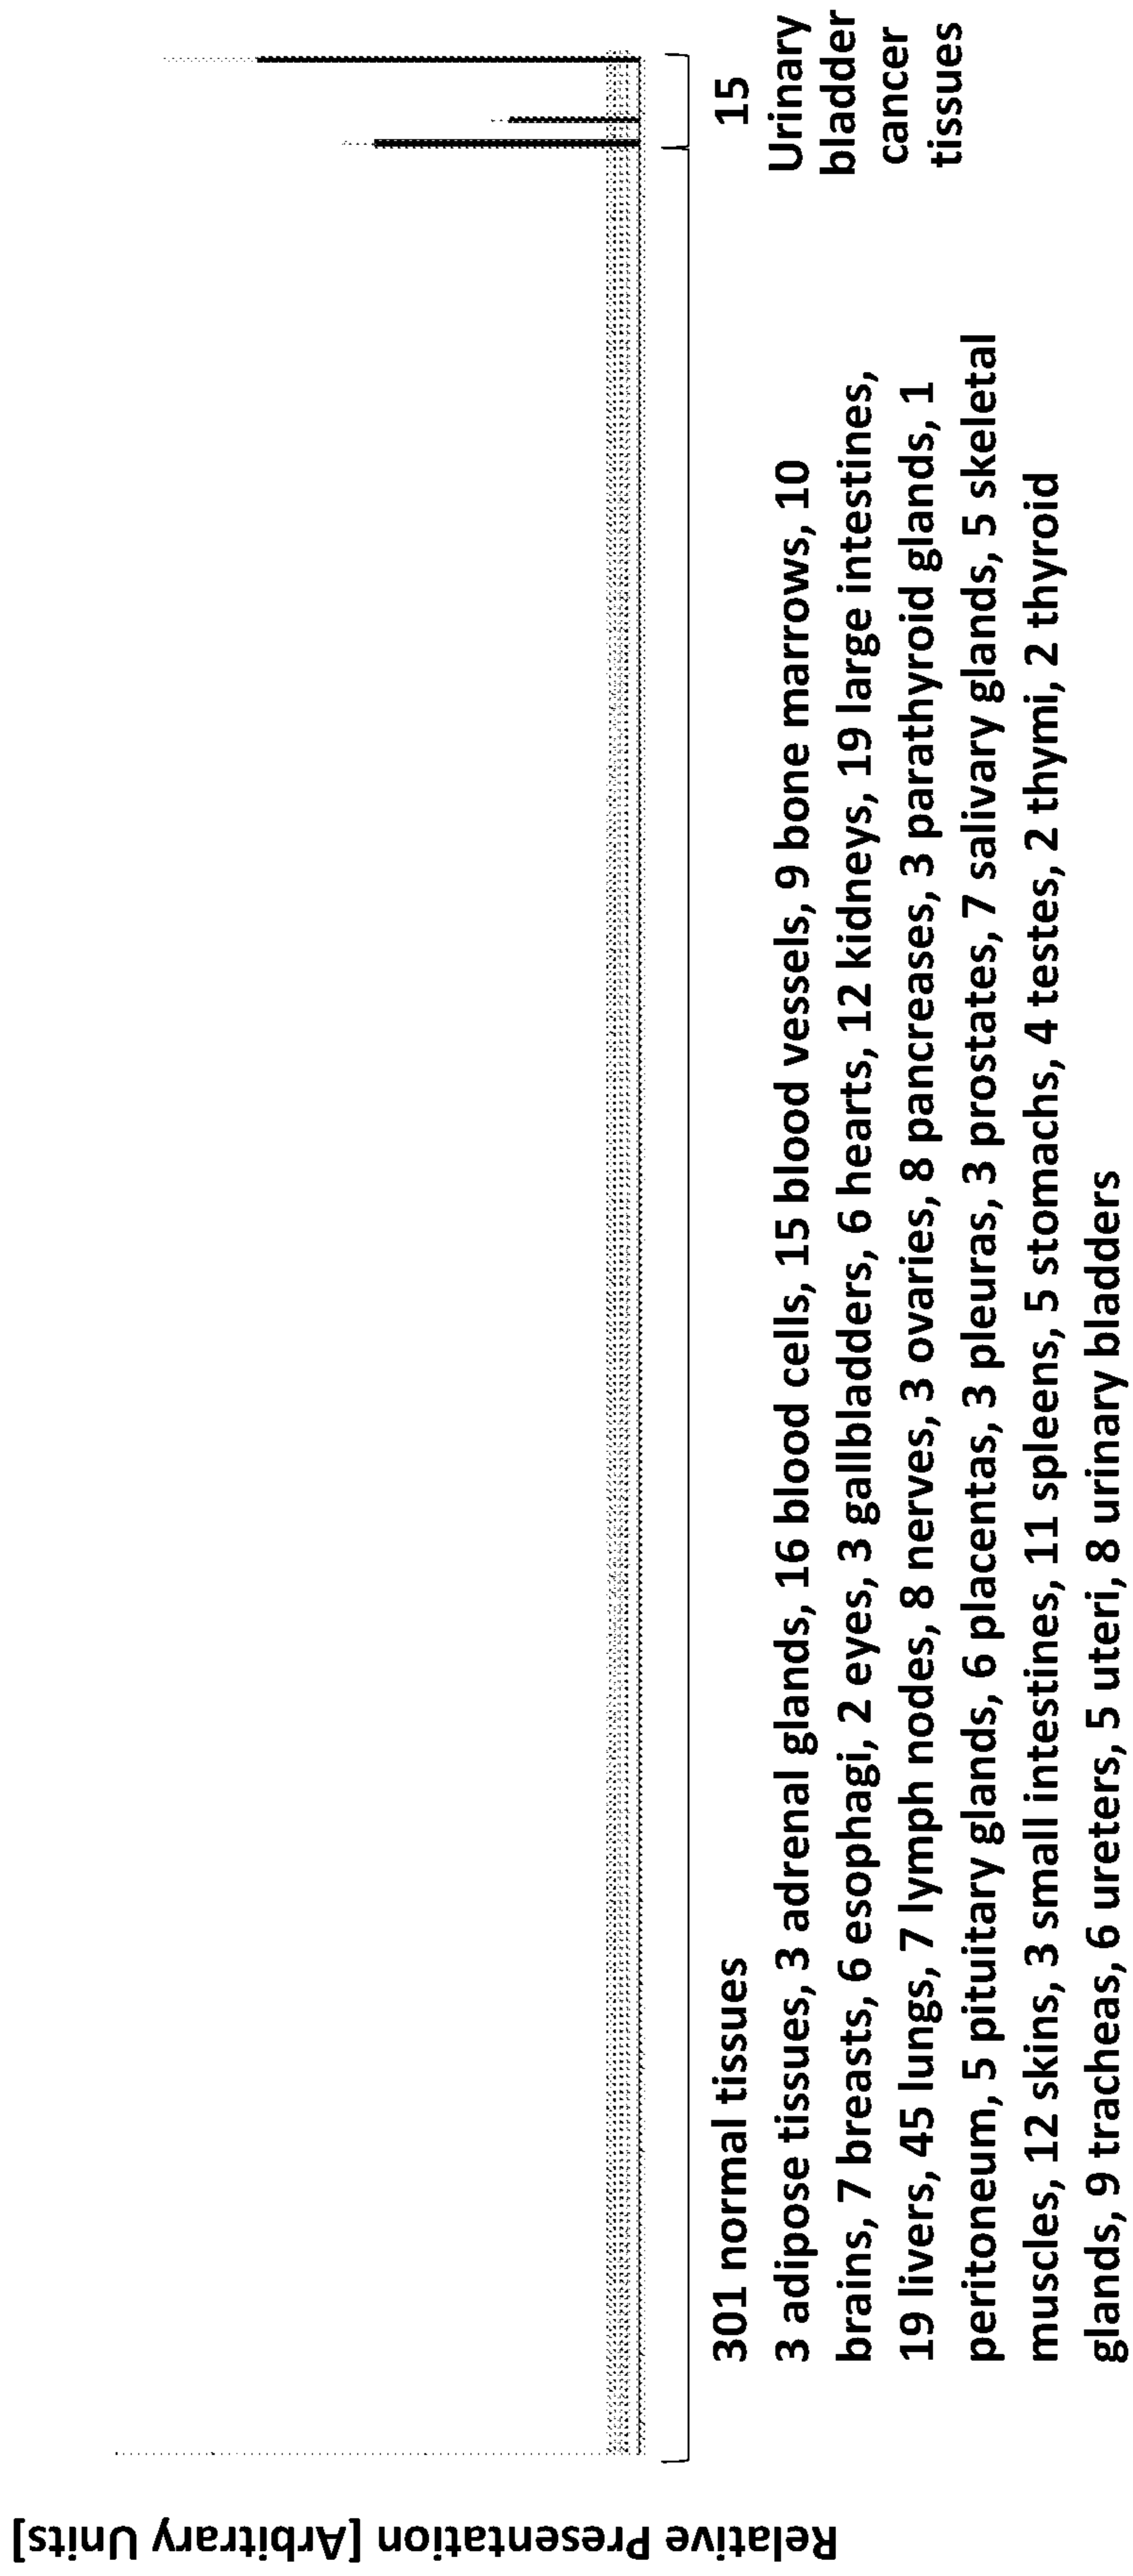 Relative Presentation [Arbitrary Units]
301 normal tissues
3 adipose tissues, 3 adrenal glands, 16 blood cells, 15 blood vessels, 9 bone marrows, 10
brains, 7 breasts, 6 esophagi, 2 eyes, 3 gallbladders, 6 hearts, 12 kidneys, 19 large intestines,
19 livers, 45 lungs, 7 lymph nodes, 8 nerves, 3 ovaries, 8 pancreases, 3 parathyroid glands, 1
peritoneum, 5 pituitary glands, 6 placentas, 3 pleuras, 3 prostates, 7 salivary glands, 5 skeletal
muscles, 12 skins, 3 small intestines, 11 spleens, 5 stomachs, 4 testes, 2 thymi, 2 thyroid
glands, 9 tracheas, 6 ureters, 5 uteri, 8 urinary bladders
15
Urinary
bladder
cancer
tissues